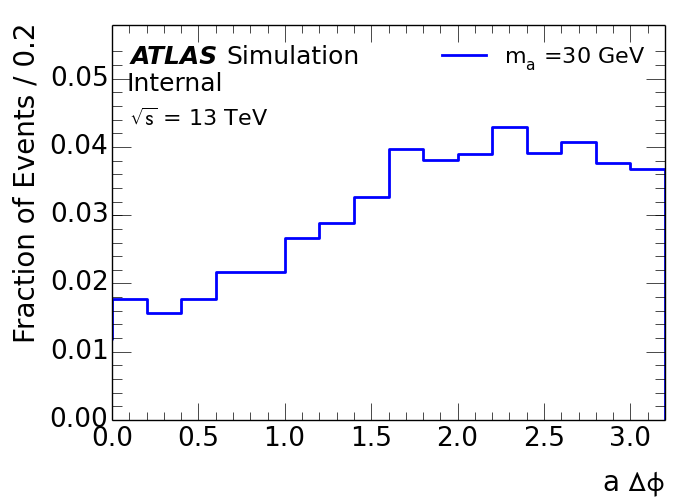 ATLAS Simulation
Internal
√s = 13 TeV
mₐ =30 GeV
Fraction of Events / 0.2
0.05
0.04
0.03
0.02
0.01
0.00
0.0 0.5 1.0 1.5 2.0 2.5 3.0
a Δϕ